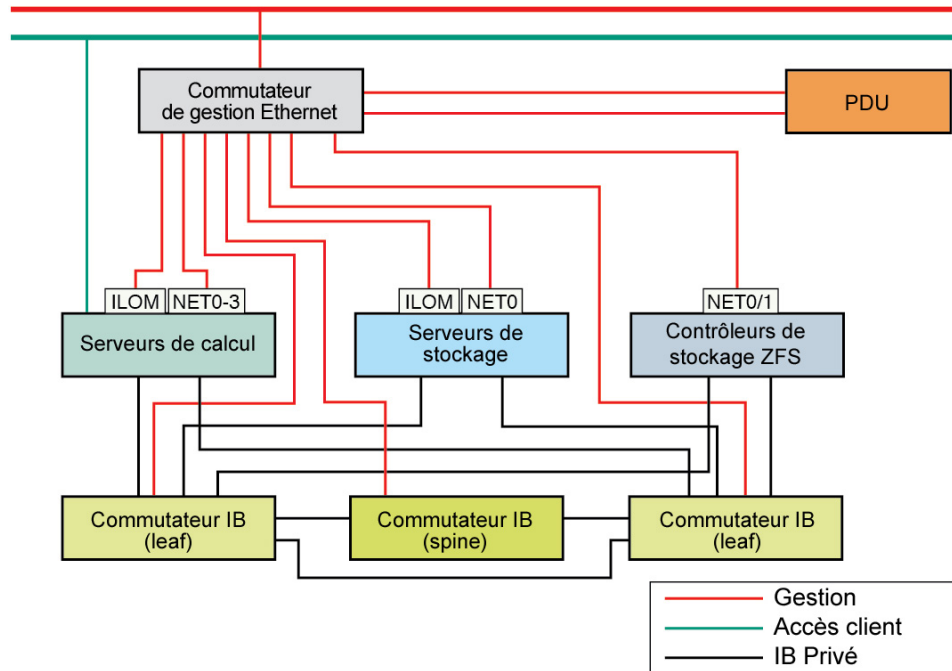 Commutateur
de gestion Ethernet
PDU
ILOM
NET0-3
ILOM
NET0
NET0/1
Serveurs de calcul
Serveurs de
stockage
Contrôleurs de
stockage ZFS
Commutateur IB
(leaf)
Commutateur IB
(spine)
Commutateur IB
(leaf)
Gestion
Accès client
IB Privé